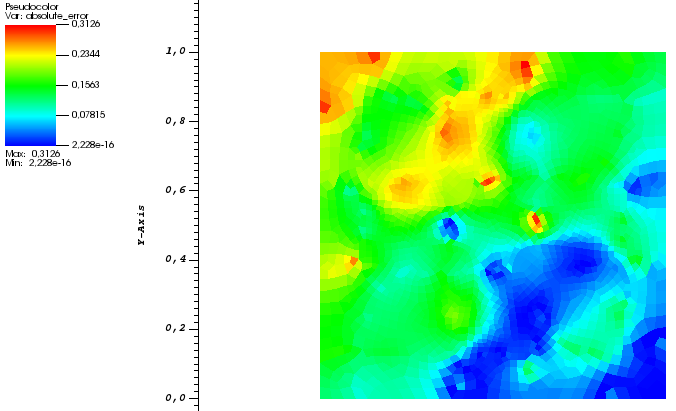 Pseudocolor
Var: absolute_error
0,3126
0,2344
0,1563
0,07815
2,228e-16
Max: 0,3126
Min: 2,228e-16
1,0
0,8
0,6
Y-Axis
0,4
0,2
0,0